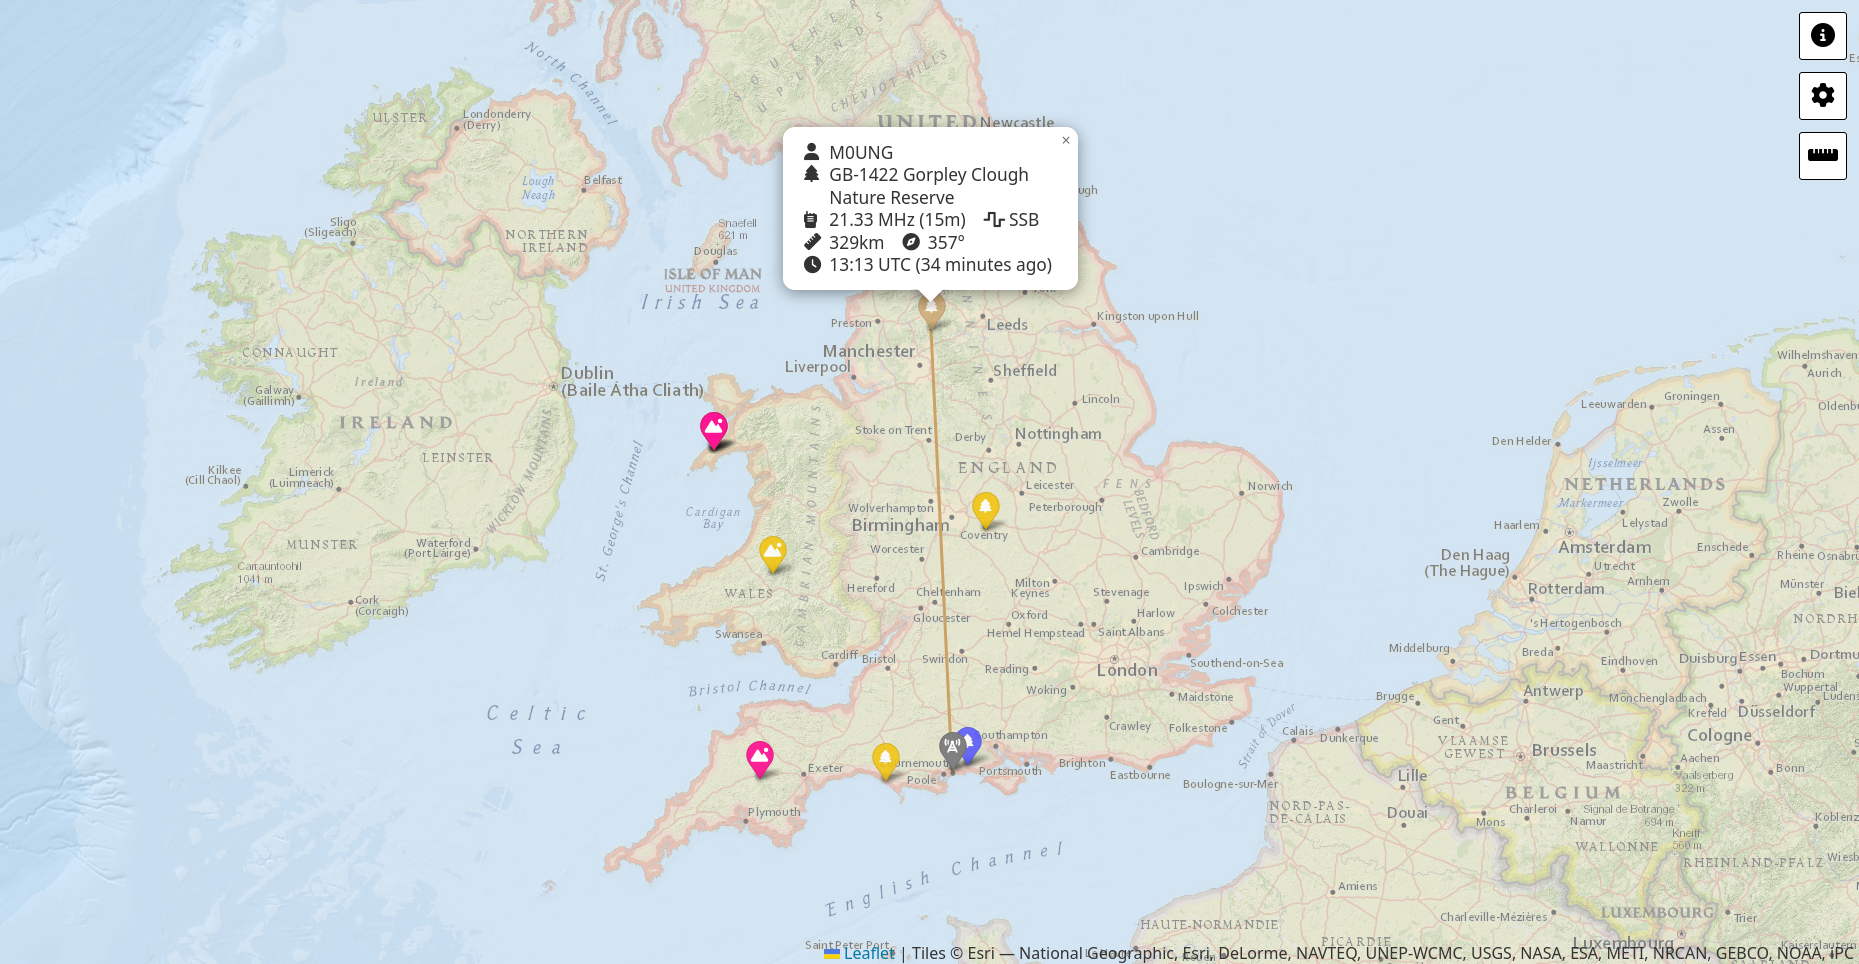 North Channel
SOUTHERN
UPLANDS
CHEVIOT HILLS
ULSTER
Londonderry
(Derry)
UNITED
Newcastle
M0UNG
GB-1422 Gorpley Clough
Nature Reserve
21.33 MHz (15m) SSB
329km 357°
13:13 UTC (34 minutes ago)
×
Lough
Neagh
Belfast
Sligo
(Sligeach)
NORTHERN
IRELAND
Snaefell
621 m
Douglas
ISLE OF MAN
UNITED KINGDOM
Irish Sea
Preston
Leeds
Kingston upon Hull
Manchester
Liverpool
Sheffield
CONNAUGHT
Ireland
Dublin
(Baile Átha Cliath)
Galway
(Gaillimh)
IRELAND
LEINSTER
WICKLOW MOUNTAINS
Lincoln
Stoke on Trent
Derby
Nottingham
ENGLAND
Kilkee
(Cill Chaoi)
Limerick
(Luimneach)
St. George's Channel
Cardigan
Bay
CAMBRIAN MOUNTAINS
Leicester
FENS
BEDFORD
LEVELS
Norwich
Wolverhampton
Peterborough
Birmingham
Coventry
MUNSTER
Waterford
(Port Láirge)
Worcester
Cambridge
Carrauntoohil
1041 m
Cork
(Corcaigh)
WALES
Hereford
Cheltenham
Milton
Keynes
Stevenage
Ipswich
Gloucester
Oxford
Harlow
Colchester
Swansea
Hemel Hempstead
Saint Albans
Cardiff
Bristol
Swindon
Reading
London
Southend-on-Sea
Bristol Channel
Woking
Maidstone
Celtic
Sea
Crawley
Folkestone
Strait of Dover
Exeter
Poole
Portsmouth
Brighton
Eastbourne
Plymouth
English Channel
Saint Peter Port
Wilhelmshaven
Aurich
Groningen
Leeuwarden
Assen
Den Helder
Ijsselmeer
NETHERLANDS
Markermeer
Zwolle
Haarlem
Lelystad
Amsterdam
Enschede
Rheine
Den Haag
(The Hague)
Utrecht
Arnhem
Rotterdam
Münster
's Hertogenbosch
Middelburg
Breda
Eindhoven
Duisburg
Essen
Bochum
Wuppertal
Brugge
Antwerp
Mönchengladbach
Krefeld
Düsseldorf
Calais
Dunkerque
Gent
VLAAMSE
GEWEST
Brussels
Maastricht
Cologne
Aachen
Bonn
Boulogne-sur-Mer
Lille
Vaalserberg
322 m
BELGIUM
NORD-PAS-
DE-CALAIS
Douai
Charleroi
Signal de Botrange
694 m
Mons
Namur
Kneiff
560 m
WALLONNE
RHEINLAND-PFALZ
Amiens
Charleville-Mézières
LUXEMBOURG
Trier
HAUTE-NORMANDIE
PICARDIE
Luxembourg
Kaiserslautern
Leaflet | Tiles © Esri — National Geographic, Esri, DeLorme, NAVTEQ, UNEP-WCMC, USGS, NASA, ESA, METI, NRCAN, GEBCO, NOAA, iPC